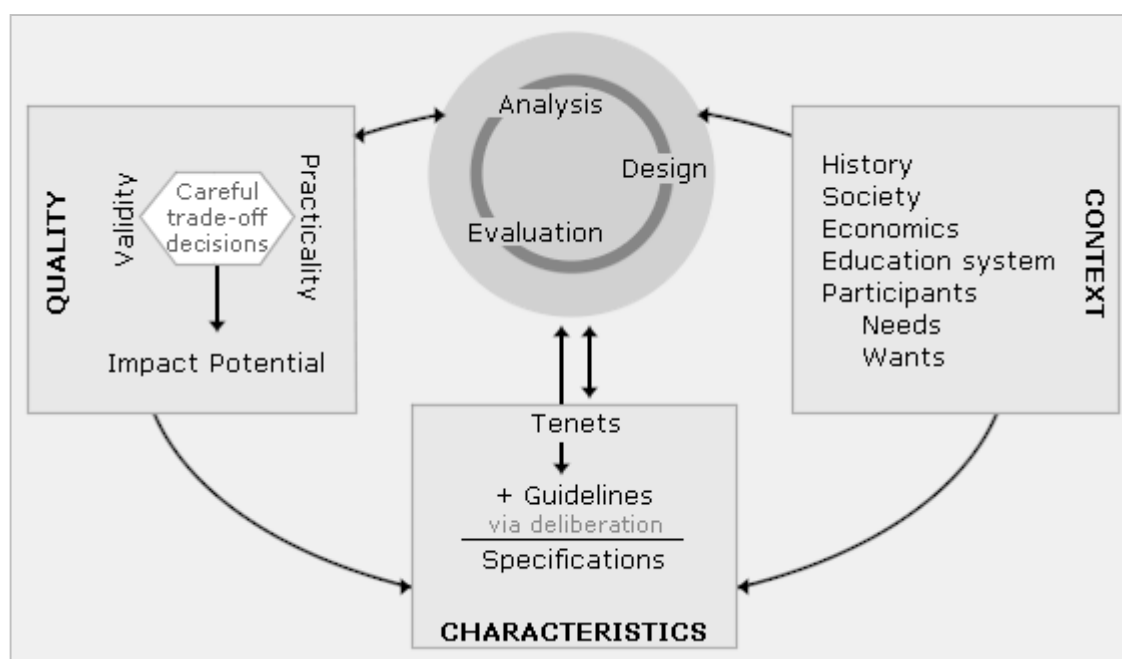 Analysis
Design
Evaluation
QUALITY
Validity
Careful
trade-off
decisions
Practicality
Impact Potential
History
Society
Economics
Education system
Participants
Needs
Wants
CONTEXT
Tenets
+ Guidelines
via deliberation
Specifications
CHARACTERISTICS